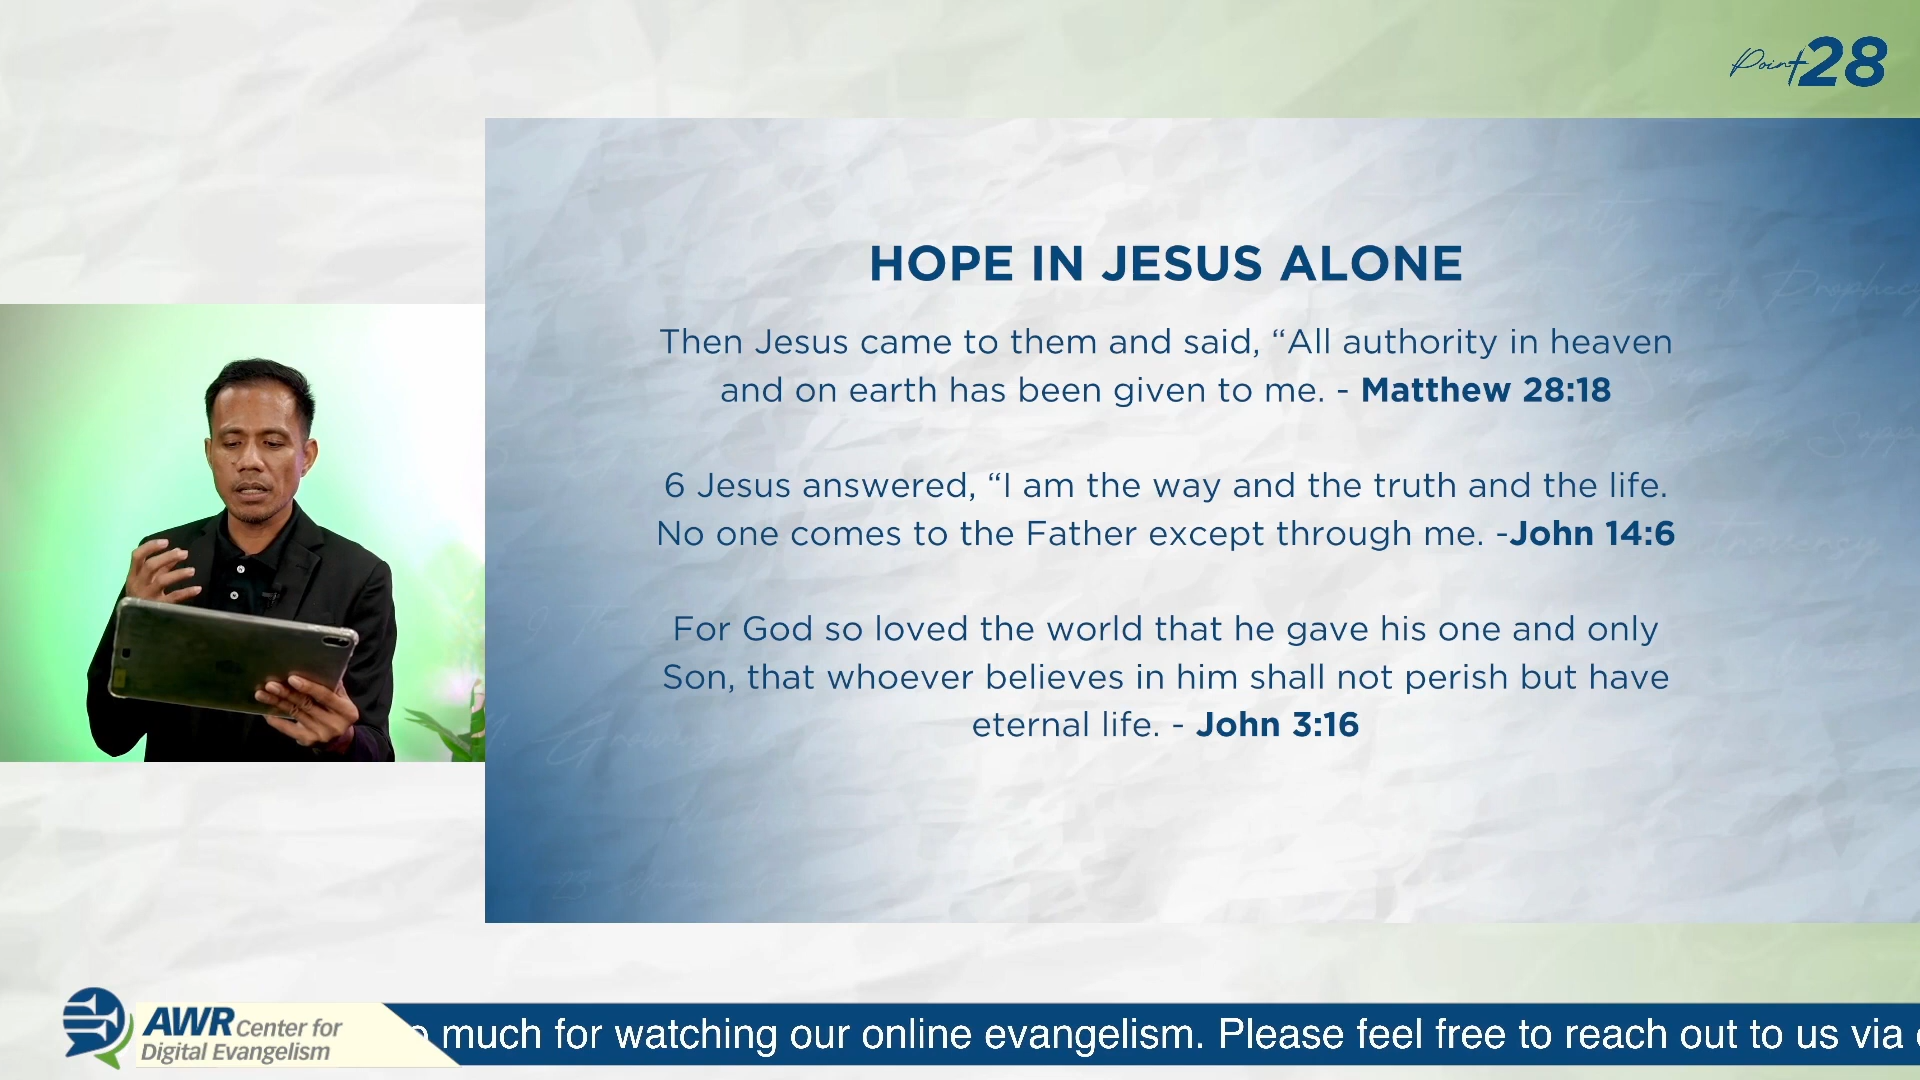 Point28
HOPE IN JESUS ALONE
Then Jesus came to them and said, “All authority in heaven
and on earth has been given to me. - Matthew 28:18
6 Jesus answered, “I am the way and the truth and the life.
No one comes to the Father except through me. -John 14:6
For God so loved the world that he gave his one and only
Son, that whoever believes in him shall not perish but have
eternal life. - John 3:16
AWR Center for
Digital Evangelism
much for watching our online evangelism. Please feel free to reach out to us via